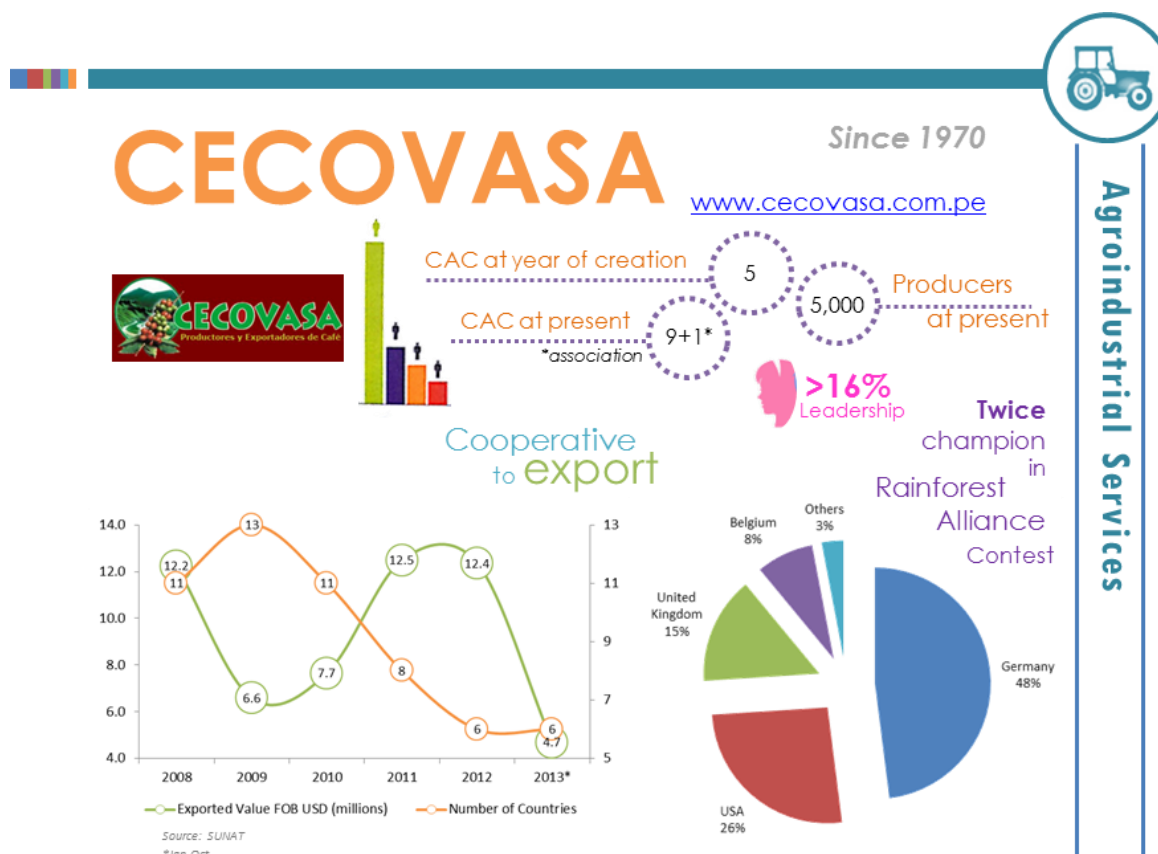 CECOVASA
Since 1970
www.cecovasa.com.pe
CECOVASA
Productores y Exportadores de Café
CAC at year of creation
5
CAC at present
*association
9+1*
5,000
Producers
at present
>16%
Leadership
Twice
champion
in
Rainforest
Alliance
Contest
Cooperative
to export
14.0
12.0
10.0
8.0
6.0
4.0
13
11
9
7
5
12.2
6.6
7.7
12.5
12.4
4.7
11
13
11
8
6
6
2008 2009 2010 2011 2012 2013*
Exported Value FOB USD (millions) Number of Countries
Source: SUNAT
*Jan-Oct
Others
3%
Belgium
8%
United
Kingdom
15%
Germany
48%
USA
26%
Agroindustrial Services